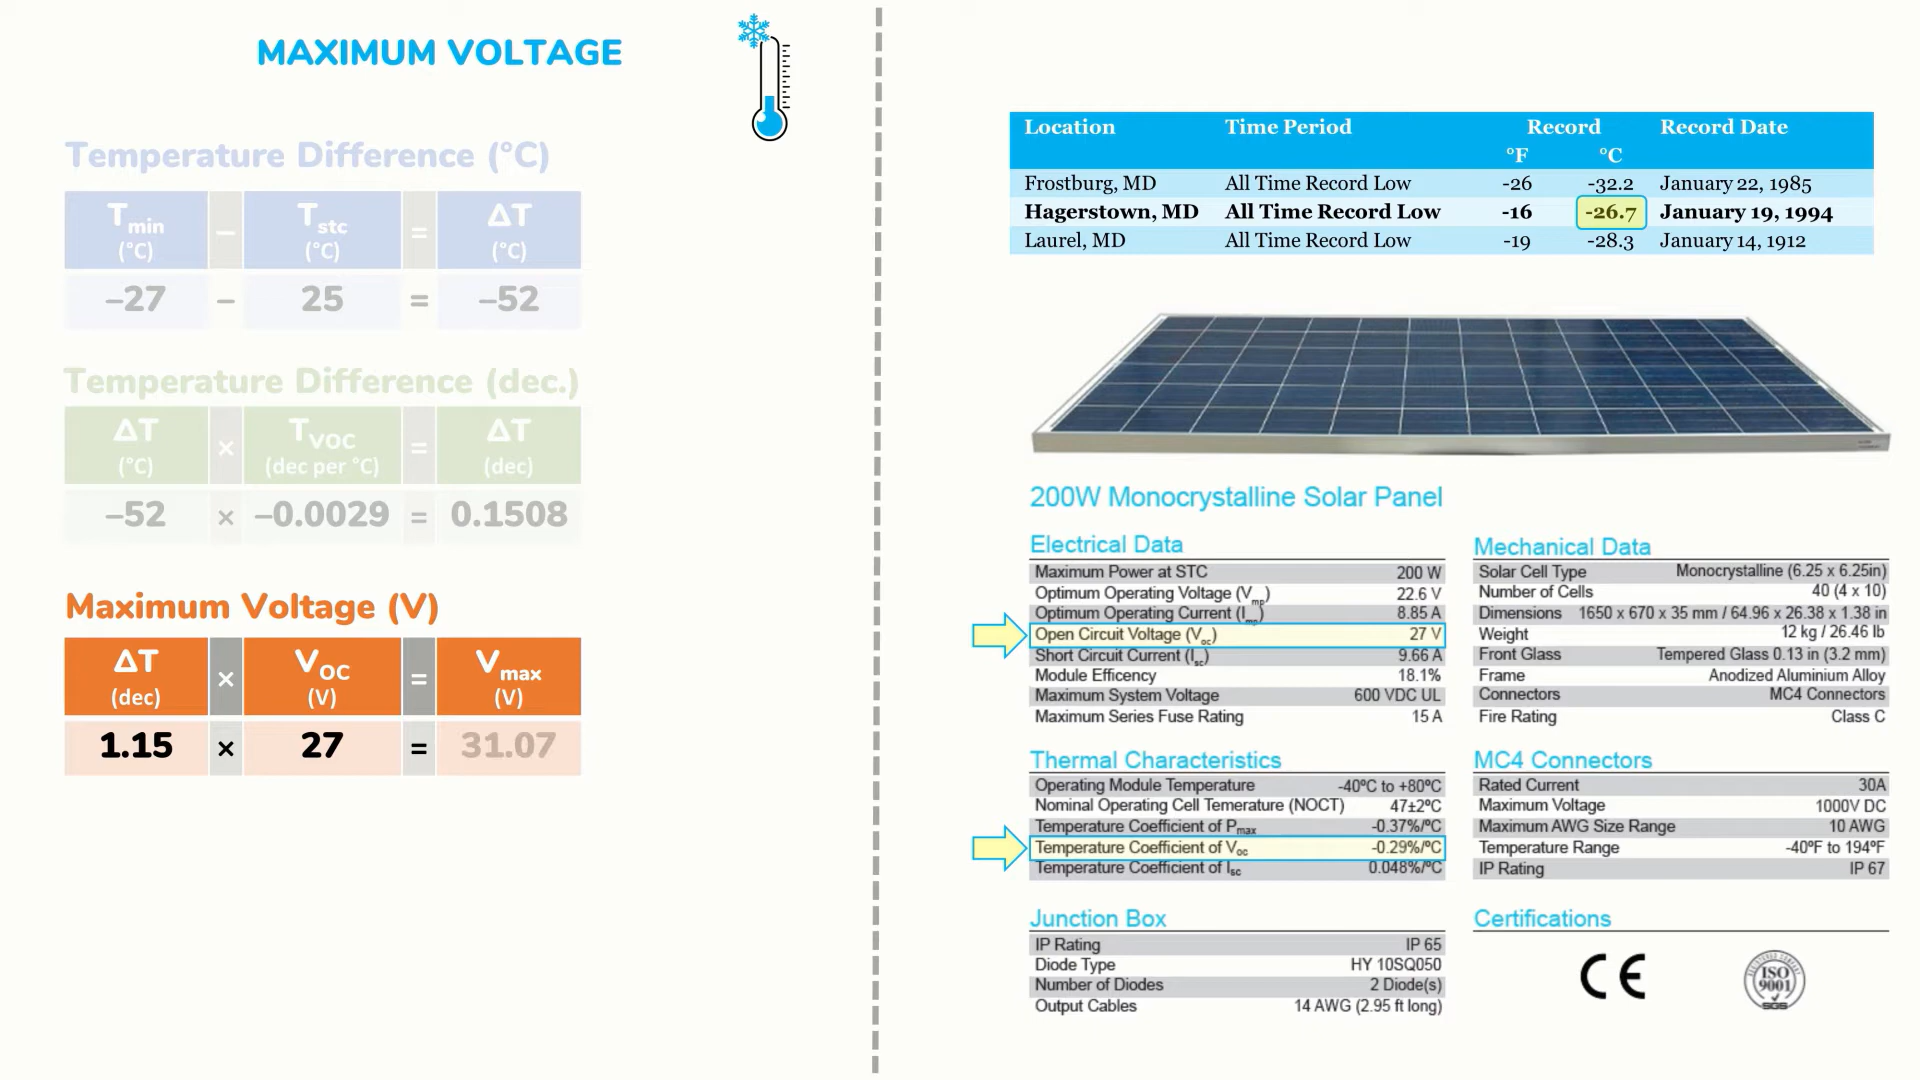 MAXIMUM VOLTAGE
Temperature Difference (°C)
Tmin (°C) – Tstc (°C) = ΔT (°C)
–27 – 25 = –52
Temperature Difference (dec.)
ΔT (°C) × TVOC (dec per °C) = ΔT (dec)
–52 × –0.0029 = 0.1508
Maximum Voltage (V)
ΔT (dec) × VOC (V) = Vmax (V)
1.15 × 27 = 31.07
Location Time Period Record Record Date
°F °C
Frostburg, MD All Time Record Low -26 -32.2 January 22, 1985
Hagerstown, MD All Time Record Low -16 -26.7 January 19, 1994
Laurel, MD All Time Record Low -19 -28.3 January 14, 1912
200W Monocrystalline Solar Panel
Electrical Data
Maximum Power at STC 200 W
Optimum Operating Voltage (Vmp) 22.6 V
Optimum Operating Current (Imp) 8.85 A
Open Circuit Voltage (Voc) 27 V
Short Circuit Current (Isc) 9.66 A
Module Efficency 18.1%
Maximum System Voltage 600 VDC UL
Maximum Series Fuse Rating 15 A
Mechanical Data
Solar Cell Type Monocrystalline (6.25 x 6.25in)
Number of Cells 40 (4 x 10)
Dimensions 1650 x 670 x 35 mm / 64.96 x 26.38 x 1.38 in
Weight 12 kg / 26.46 lb
Front Glass Tempered Glass 0.13 in (3.2 mm)
Frame Anodized Aluminium Alloy
Connectors MC4 Connectors
Fire Rating Class C
Thermal Characteristics
Operating Module Temperature -40ºC to +80ºC
Nominal Operating Cell Temerature (NOCT) 47±2ºC
Temperature Coefficient of Pmax -0.37%/ºC
Temperature Coefficient of Voc -0.29%/ºC
Temperature Coefficient of Isc 0.048%/ºC
MC4 Connectors
Rated Current 30A
Maximum Voltage 1000V DC
Maximum AWG Size Range 10 AWG
Temperature Range -40ºF to 194ºF
IP Rating IP 67
Junction Box
IP Rating IP 65
Diode Type HY 10SQ050
Number of Diodes 2 Diode(s)
Output Cables 14 AWG (2.95 ft long)
Certifications
CE
ISO
9001
SGS